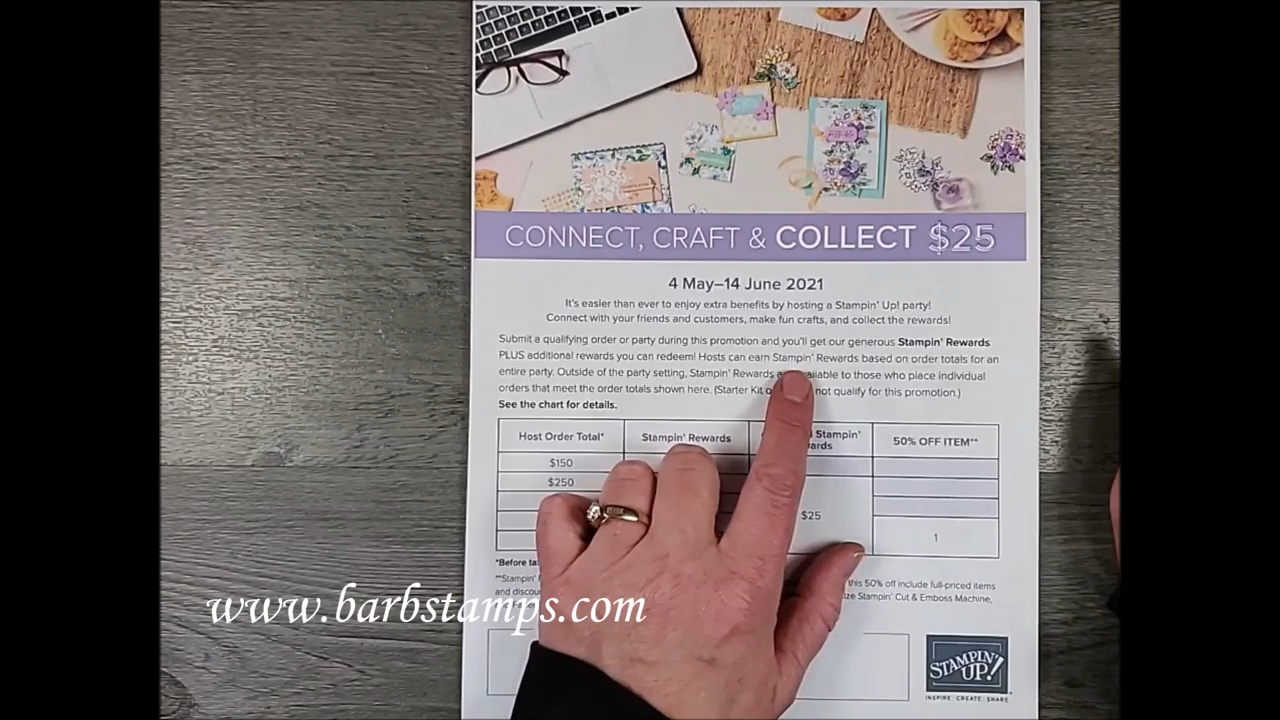 CONNECT, CRAFT & COLLECT $25
4 May–14 June 2021
It's easier than ever to enjoy extra benefits by hosting a Stampin' Up! party!
Connect with your friends and customers, make fun crafts, and collect the rewards!
Submit a qualifying order or party during this promotion and you'll get our generous Stampin' Rewards
PLUS additional rewards you can redeem! Hosts can earn Stampin' Rewards based on order totals for an
entire party. Outside of the party setting, Stampin' Rewards available to those who place individual
orders that meet the order totals shown here. (Starter Kit not qualify for this promotion.)
See the chart for details.
Host Order Total* Stampin' Rewards Stampin' 50% OFF ITEM**
$150
$250
$25
1
*Before
**Stampin' this 50% off include full-priced items
and Stampin' Cut & Emboss Machine,
www.barbstamps.com
STAMPIN' UP!
INSPIRE · CREATE · SHARE